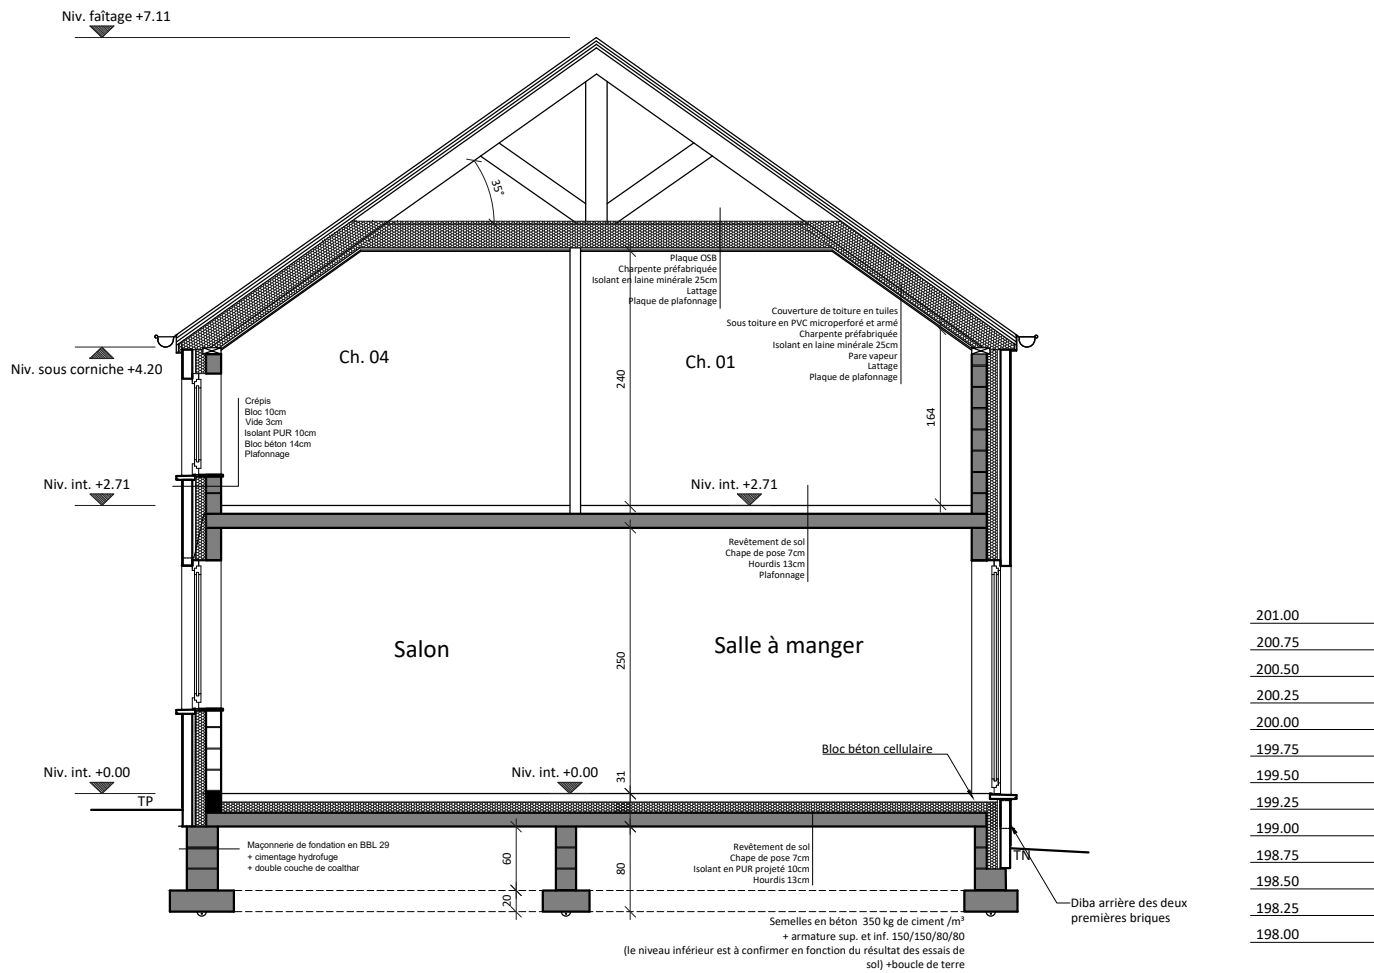 Niv. faîtage +7.11
35°
Plaque OSB
Charpente préfabriquée
Isolant en laine minérale 25cm
Lattage
Plaque de plafonnage
Couverture de toiture en tuiles
Sous toiture en PVC microperforé et armé
Charpente préfabriquée
Isolant en laine minérale 25cm
Pare vapeur
Lattage
Plaque de plafonnage
Niv. sous corniche +4.20
Ch. 04
Ch. 01
240
164
Crépis
Bloc 10cm
Vide 3cm
Isolant PUR 10cm
Bloc béton 14cm
Plafonnage
Niv. int. +2.71
Niv. int. +2.71
Revêtement de sol
Chape de pose 7cm
Hourdis 13cm
Plafonnage
Salon
Salle à manger
250
Bloc béton cellulaire
Niv. int. +0.00
Niv. int. +0.00
31
TP
TN
Maçonnerie de fondation en BBL 29
+ cimentage hydrofuge
+ double couche de coalthar
60
20
80
Revêtement de sol
Chape de pose 7cm
Isolant en PUR projeté 10cm
Hourdis 13cm
Diba arrière des deux
premières briques
Semelles en béton 350 kg de ciment /m³
+ armature sup. et inf. 150/150/80/80
(le niveau inférieur est à confirmer en fonction du résultat des essais de
sol) +boucle de terre
201.00
200.75
200.50
200.25
200.00
199.75
199.50
199.25
199.00
198.75
198.50
198.25
198.00